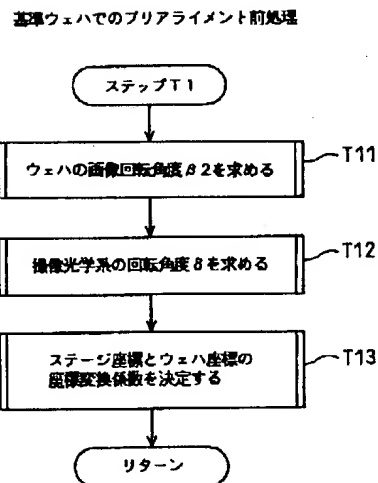 基準ウェハでのプリアライメント前処理
ステップT1
ウェハの画像回転角度β2を求める
T11
撮像光学系の回転角度δを求める
T12
ステージ座標とウェハ座標の
座標変換係数を決定する
T13
リターン